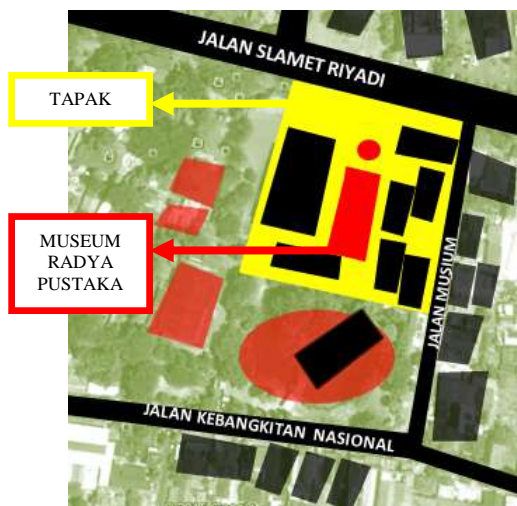 JALAN SLAMET RIYADI
TAPAK
MUSEUM
RADYA
PUSTAKA
JALAN MUSIUM
JALAN KEBANGKITAN NASIONAL